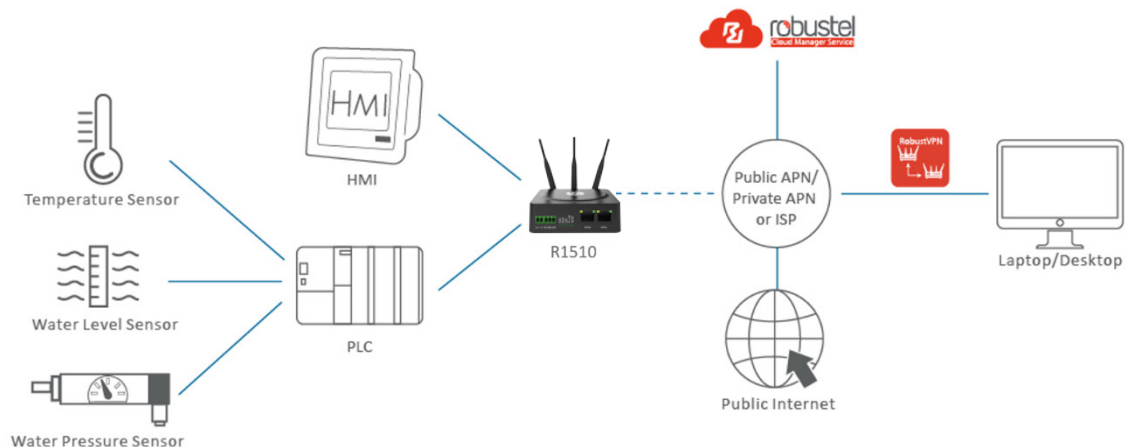 robustel
Cloud Manager Service
HMI
HMI
Temperature Sensor
RobustVPN
Public APN/
Private APN
or ISP
R1510
Laptop/Desktop
Water Level Sensor
PLC
Public Internet
Water Pressure Sensor